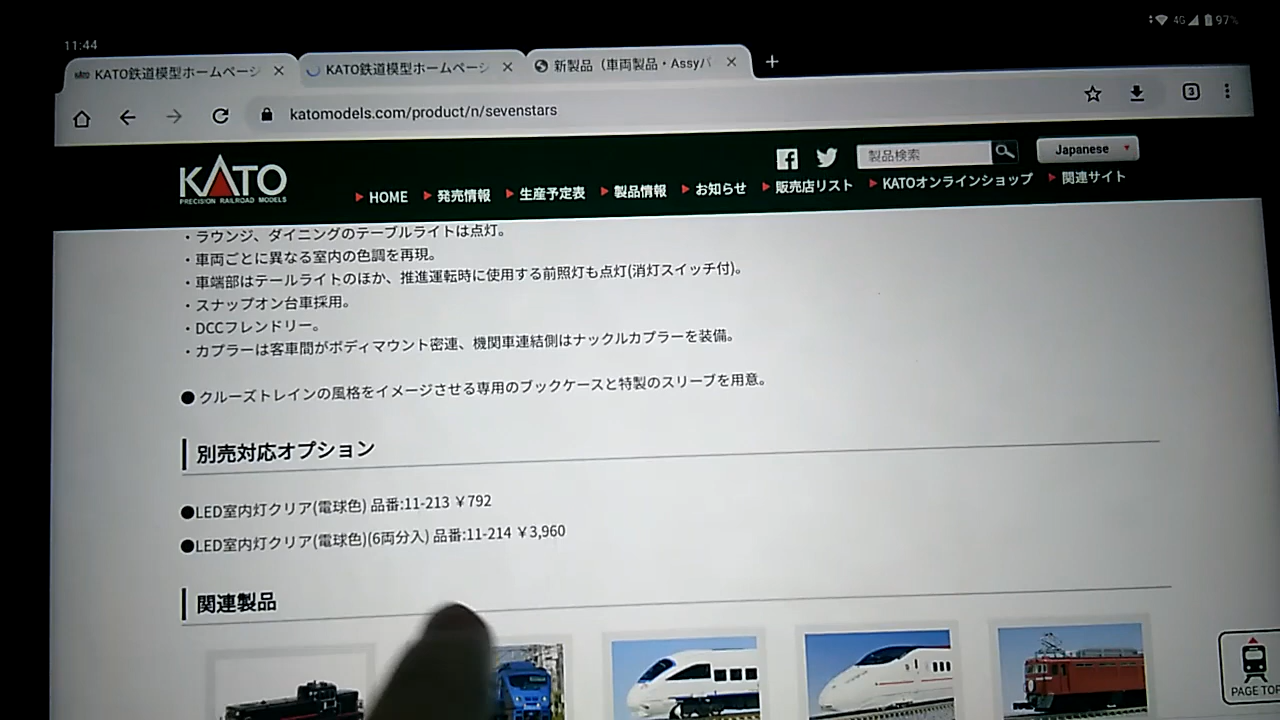 11:44
4G 97%
KATO鉄道模型ホームページ
KATO鉄道模型ホームページ
新製品（車両製品・Assyパ
katomodels.com/product/n/sevenstars
3
KATO
PRECISION RAILROAD MODELS
製品検索
Japanese
HOME
発売情報
生産予定表
製品情報
お知らせ
販売店リスト
KATOオンラインショップ
関連サイト
・ラウンジ、ダイニングのテーブルライトは点灯。
・車両ごとに異なる室内の色調を再現。
・車端部はテールライトのほか、推進運転時に使用する前照灯も点灯(消灯スイッチ付)。
・スナップオン台車採用。
・DCCフレンドリー。
・カプラーは客車間がボディマウント密連、機関車連結側はナックルカプラーを装備。
●クルーズトレインの風格をイメージさせる専用のブックケースと特製のスリーブを用意。
別売対応オプション
●LED室内灯クリア(電球色) 品番:11-213 ￥792
●LED室内灯クリア(電球色)(6両分入) 品番:11-214 ￥3,960
関連製品
PAGE TOP